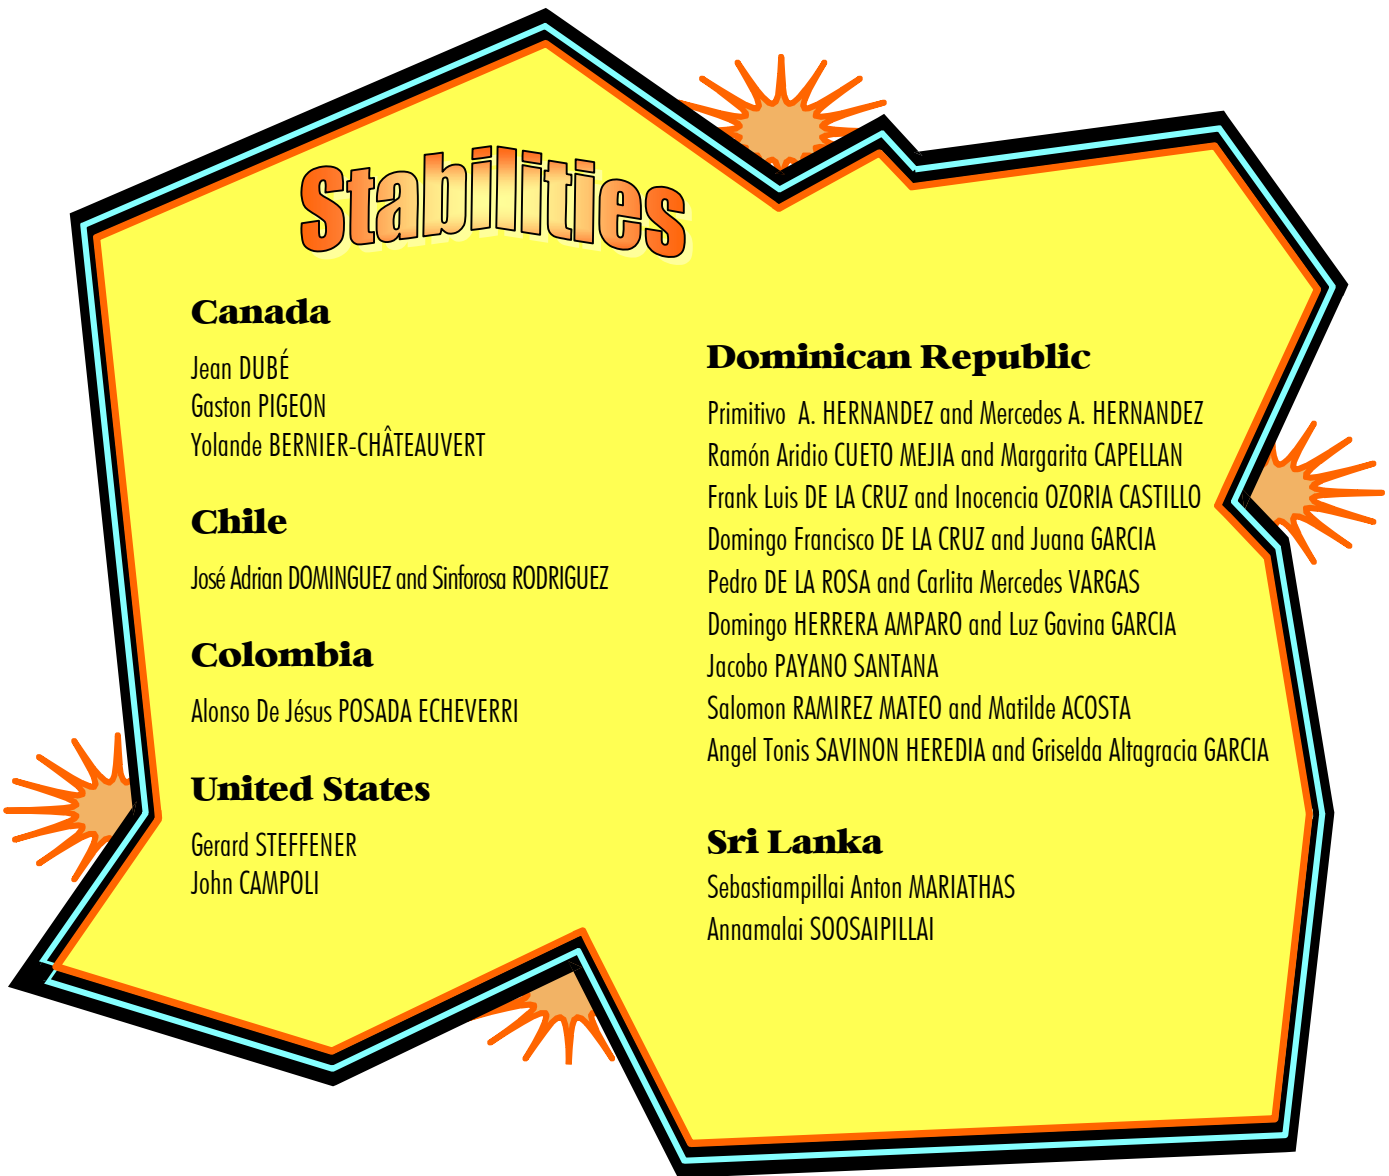 Stabilities
Canada
Jean DUBÉ
Gaston PIGEON
Yolande BERNIER-CHÂTEAUVERT
Chile
José Adrian DOMINGUEZ and Sinforosa RODRIGUEZ
Colombia
Alonso De Jésus POSADA ECHEVERRI
United States
Gerard STEFFENER
John CAMPOLI
Dominican Republic
Primitivo A. HERNANDEZ and Mercedes A. HERNANDEZ
Ramón Aridio CUETO MEJIA and Margarita CAPELLAN
Frank Luis DE LA CRUZ and Inocencia OZORIA CASTILLO
Domingo Francisco DE LA CRUZ and Juana GARCIA
Pedro DE LA ROSA and Carlita Mercedes VARGAS
Domingo HERRERA AMPARO and Luz Gavina GARCIA
Jacobo PAYANO SANTANA
Salomon RAMIREZ MATEO and Matilde ACOSTA
Angel Tonis SAVINON HEREDIA and Griselda Altagracia GARCIA
Sri Lanka
Sebastiampillai Anton MARIATHAS
Annamalai SOOSAIPILLAI